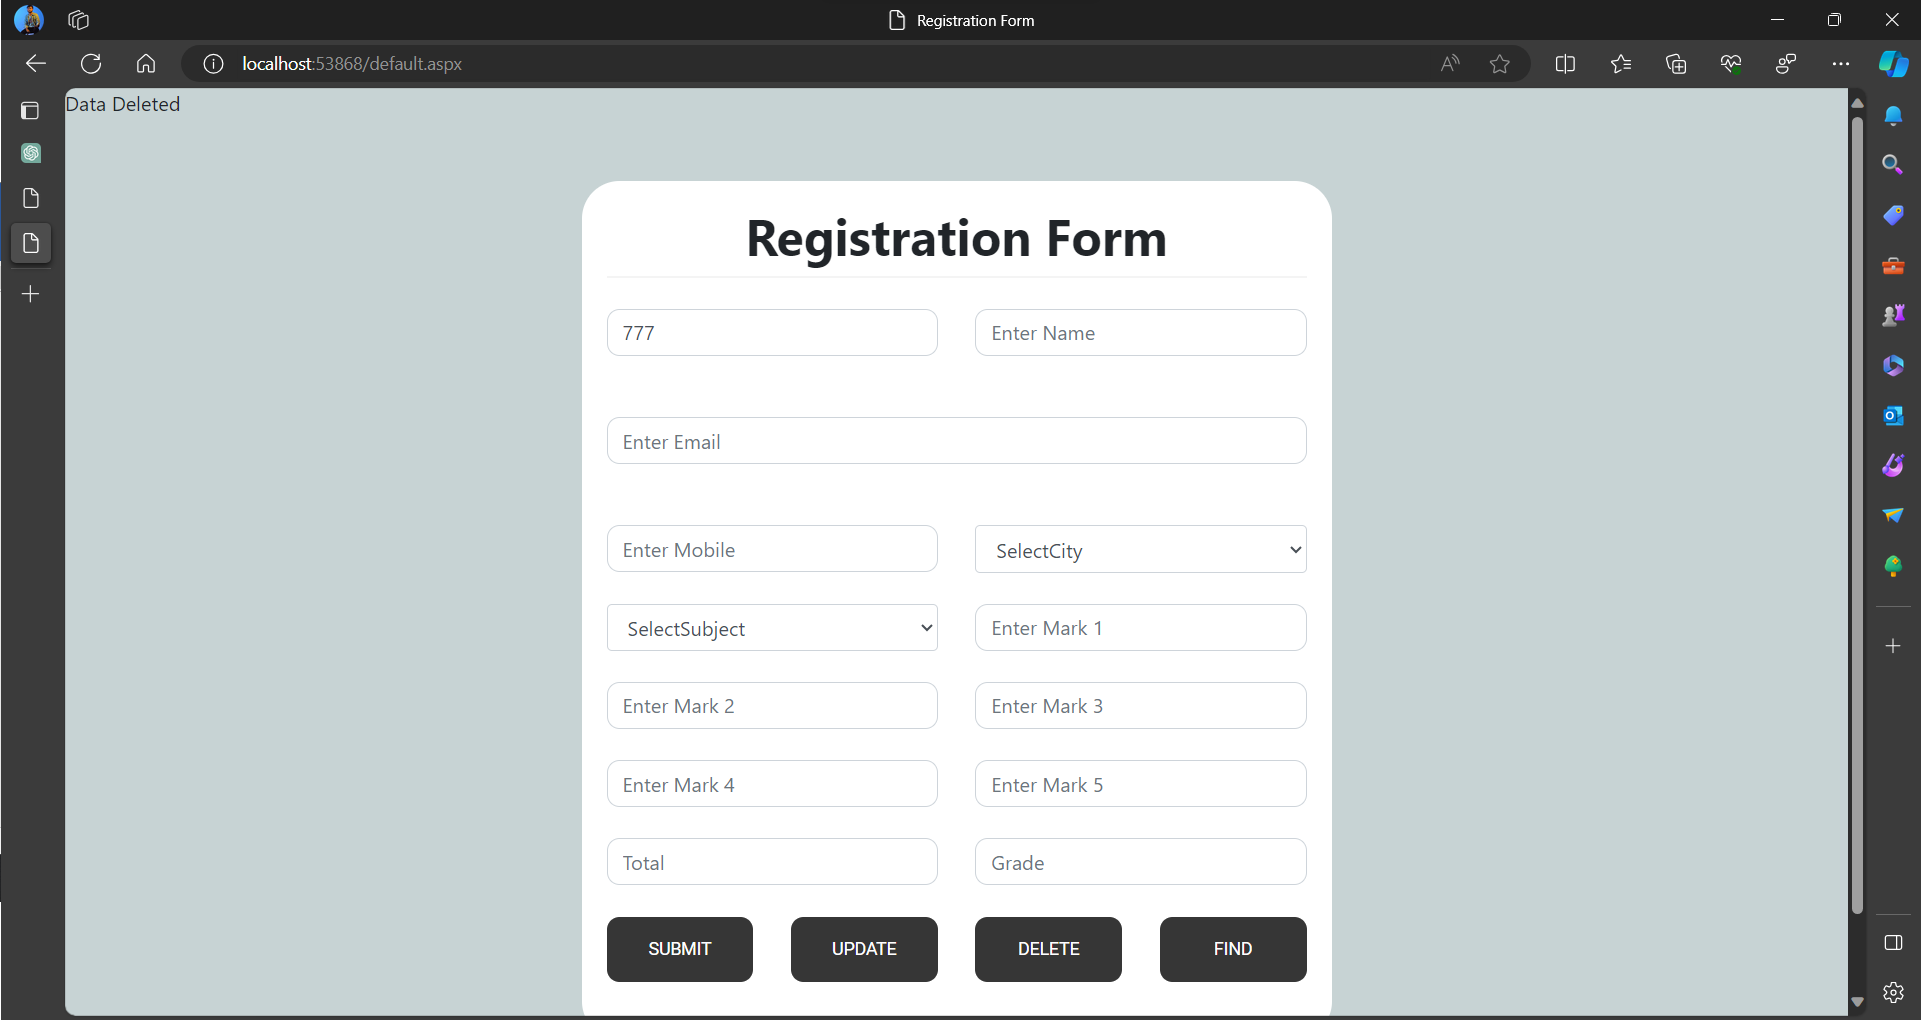 Registration Form
localhost:53868/default.aspx
Data Deleted
Registration Form
777
Enter Name
Enter Email
Enter Mobile
SelectCity
SelectSubject
Enter Mark 1
Enter Mark 2
Enter Mark 3
Enter Mark 4
Enter Mark 5
Total
Grade
SUBMIT
UPDATE
DELETE
FIND